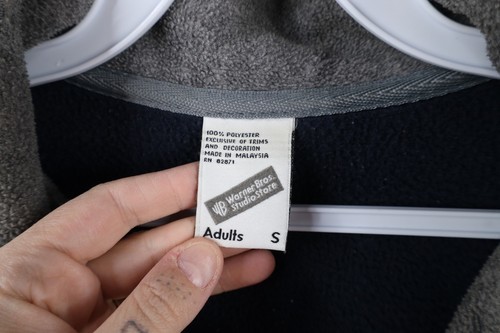 100% POLYESTER
EXCLUSIVE OF TRIMS
AND DECORATION
MADE IN MALAYSIA
RN 82871
WB Warner Bros.
Studio Store
Adults S